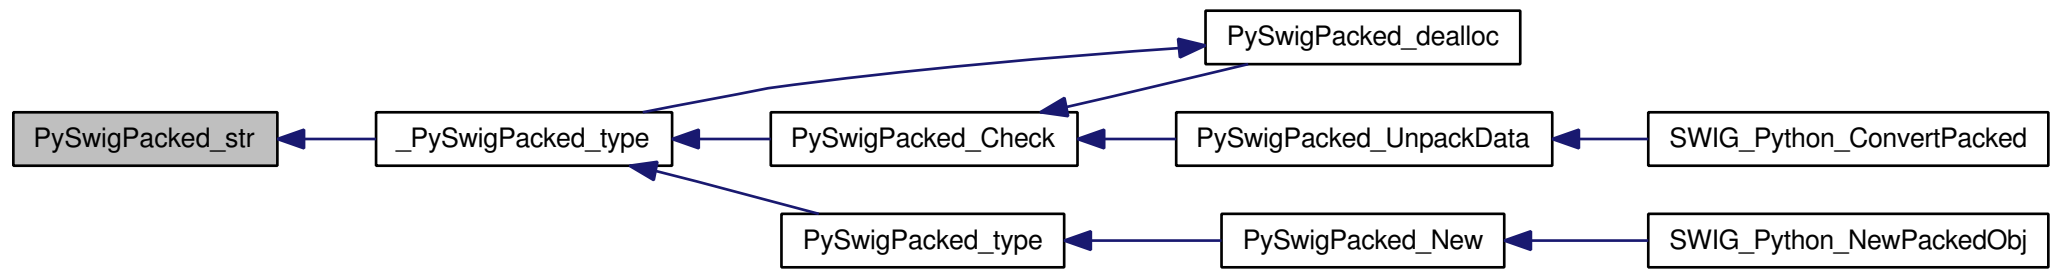 PySwigPacked_dealloc
PySwigPacked_str
_PySwigPacked_type
PySwigPacked_Check
PySwigPacked_UnpackData
SWIG_Python_ConvertPacked
PySwigPacked_type
PySwigPacked_New
SWIG_Python_NewPackedObj